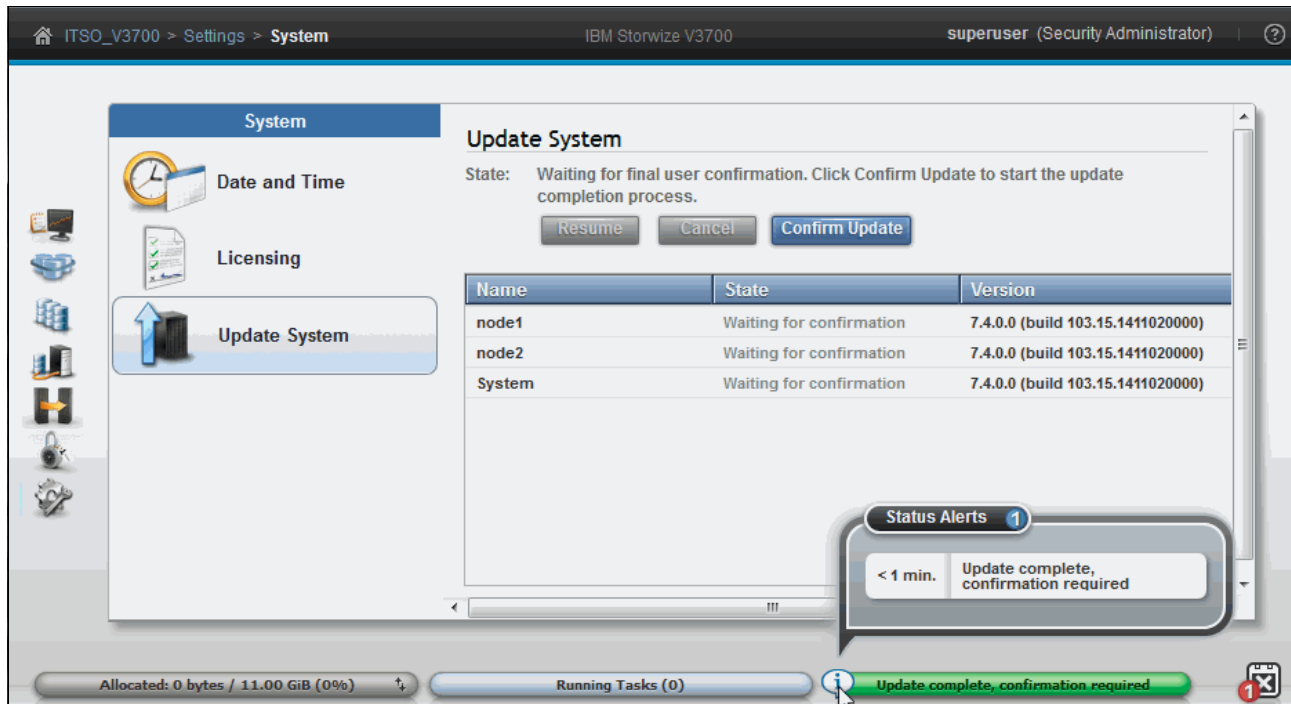 ITSO_V3700 > Settings > System
IBM Storwize V3700
superuser (Security Administrator)
?
System
Date and Time
Licensing
Update System
Update System
State: Waiting for final user confirmation. Click Confirm Update to start the update
completion process.
Resume Cancel Confirm Update
Name State Version
node1 Waiting for confirmation 7.4.0.0 (build 103.15.1411020000)
node2 Waiting for confirmation 7.4.0.0 (build 103.15.1411020000)
System Waiting for confirmation 7.4.0.0 (build 103.15.1411020000)
Status Alerts 1
< 1 min. Update complete,
confirmation required
Allocated: 0 bytes / 11.00 GiB (0%)
Running Tasks (0)
i
Update complete, confirmation required
1